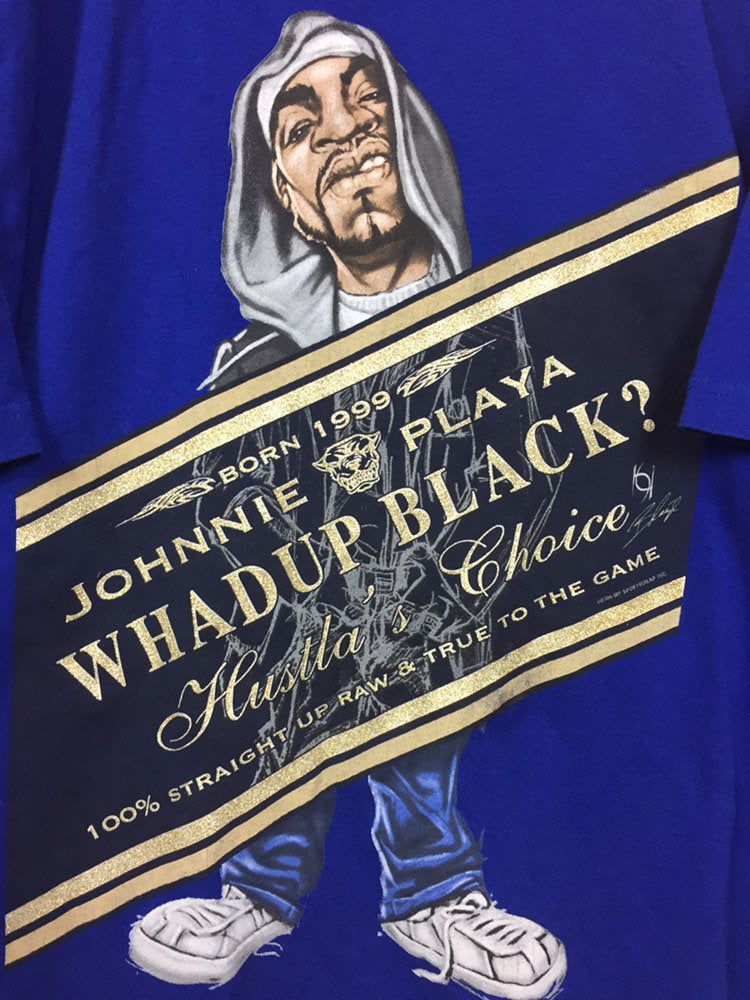 BORN 1999
JOHNNIE PLAYA
WHADUP BLACK?
Hustla's Choice
100% STRAIGHT UP RAW & TRUE TO THE GAME